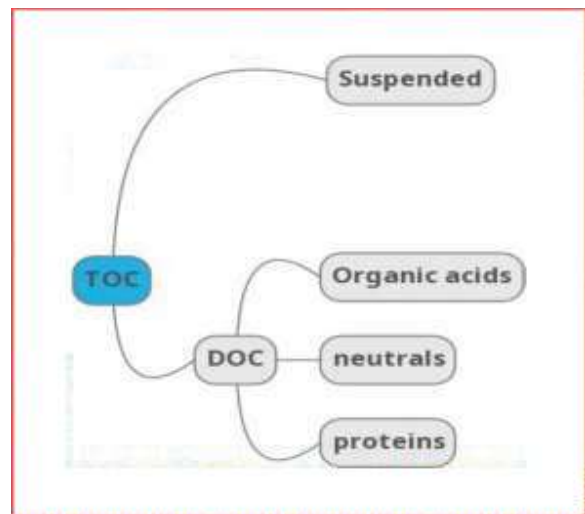 Suspended
TOC
Organic acids
DOC
neutrals
proteins